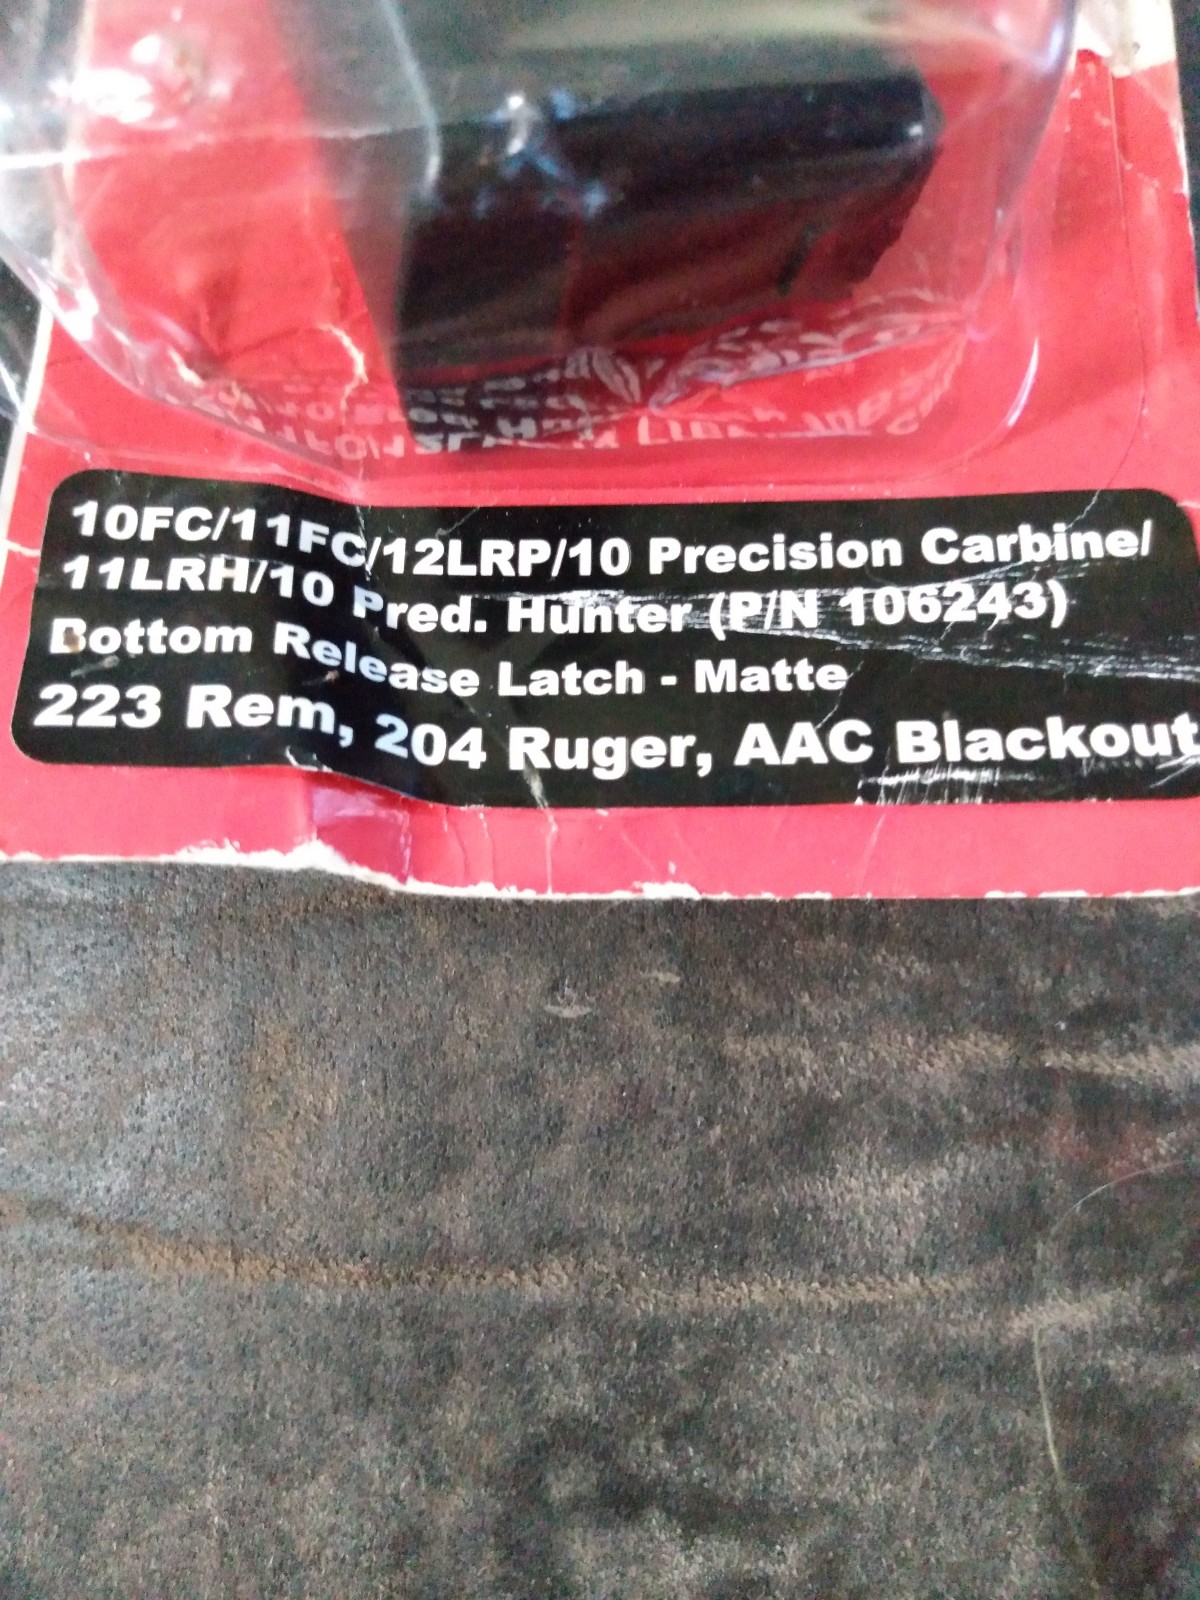 10FC/11FC/12LRP/10 Precision Carbine/
11LRH/10 Pred. Hunter (P/N 106243)
Bottom Release Latch - Matte
223 Rem, 204 Ruger, AAC Blackout